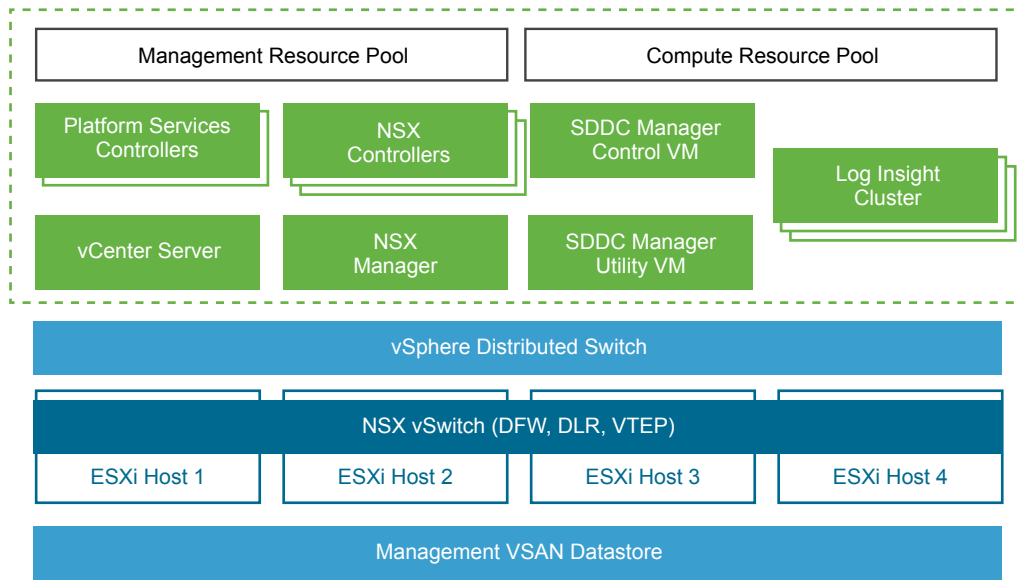 Management Resource Pool
Compute Resource Pool
Platform Services
Controllers
NSX
Controllers
SDDC Manager
Control VM
Log Insight
Cluster
vCenter Server
NSX
Manager
SDDC Manager
Utility VM
vSphere Distributed Switch
NSX vSwitch (DFW, DLR, VTEP)
ESXi Host 1
ESXi Host 2
ESXi Host 3
ESXi Host 4
Management VSAN Datastore